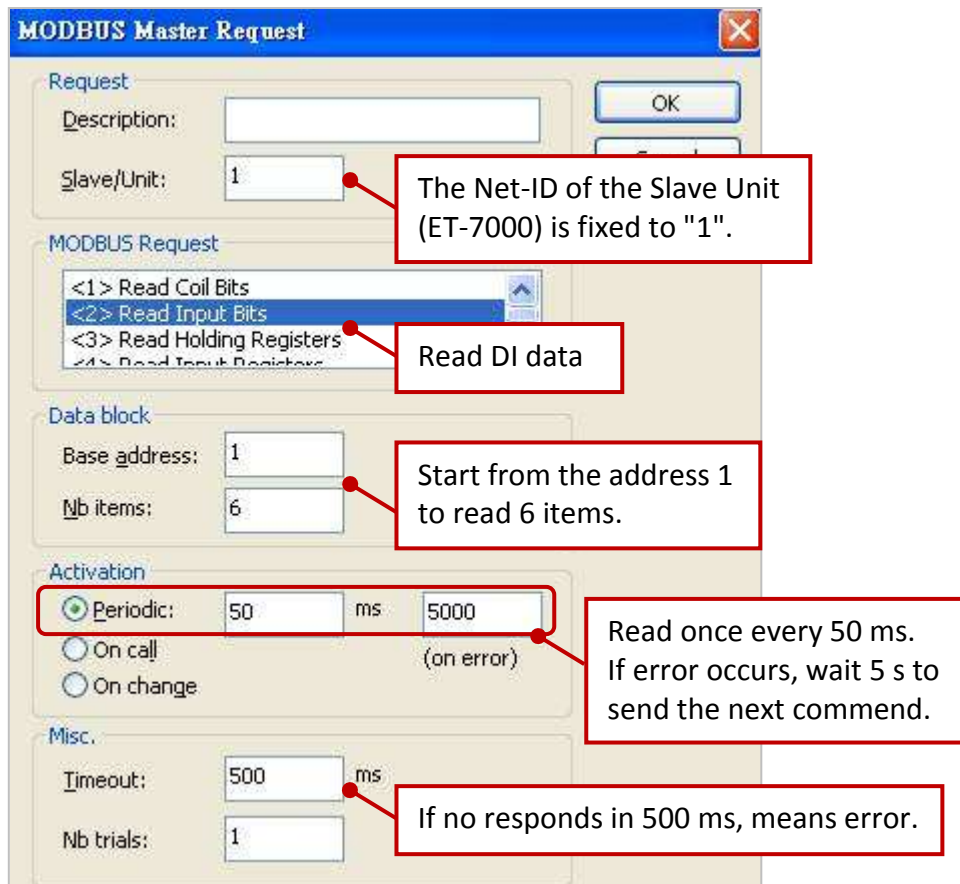 MODBUS Master Request
Request
OK
Description:
Slave/Unit:
1
The Net-ID of the Slave Unit
(ET-7000) is fixed to "1".
MODBUS Request
<1> Read Coil Bits
<2> Read Input Bits
<3> Read Holding Registers
<4> Read Input Registers
Read DI data
Data block
Base address:
1
Nb items:
6
Start from the address 1
to read 6 items.
Activation
Periodic:
50
ms
5000
On call
(on error)
On change
Read once every 50 ms.
If error occurs, wait 5 s to
send the next commend.
Misc.
Timeout:
500
ms
If no responds in 500 ms, means error.
Nb trials:
1